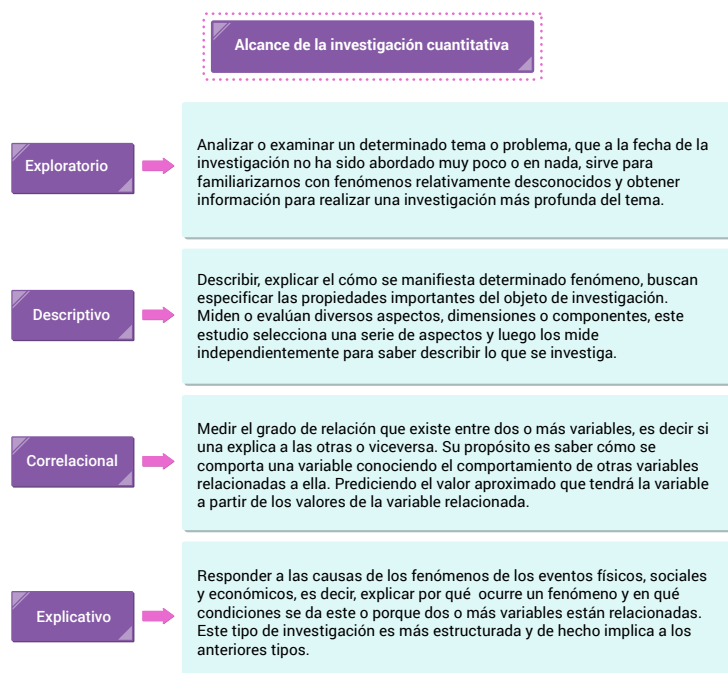 Alcance de la investigación cuantitativa
Exploratorio
Analizar o examinar un determinado tema o problema, que a la fecha de la
investigación no ha sido abordado muy poco o en nada, sirve para
familiarizarnos con fenómenos relativamente desconocidos y obtener
información para realizar una investigación más profunda del tema.
Descriptivo
Describir, explicar el cómo se manifiesta determinado fenómeno, buscan
especificar las propiedades importantes del objeto de investigación.
Miden o evalúan diversos aspectos, dimensiones o componentes, este
estudio selecciona una serie de aspectos y luego los mide
independientemente para saber describir lo que se investiga.
Correlacional
Medir el grado de relación que existe entre dos o más variables, es decir si
una explica a las otras o viceversa. Su propósito es saber cómo se
comporta una variable conociendo el comportamiento de otras variables
relacionadas a ella. Prediciendo el valor aproximado que tendrá la variable
a partir de los valores de la variable relacionada.
Explicativo
Responder a las causas de los fenómenos de los eventos físicos, sociales
y económicos, es decir, explicar por qué ocurre un fenómeno y en qué
condiciones se da este o porque dos o más variables están relacionadas.
Este tipo de investigación es más estructurada y de hecho implica a los
anteriores tipos.